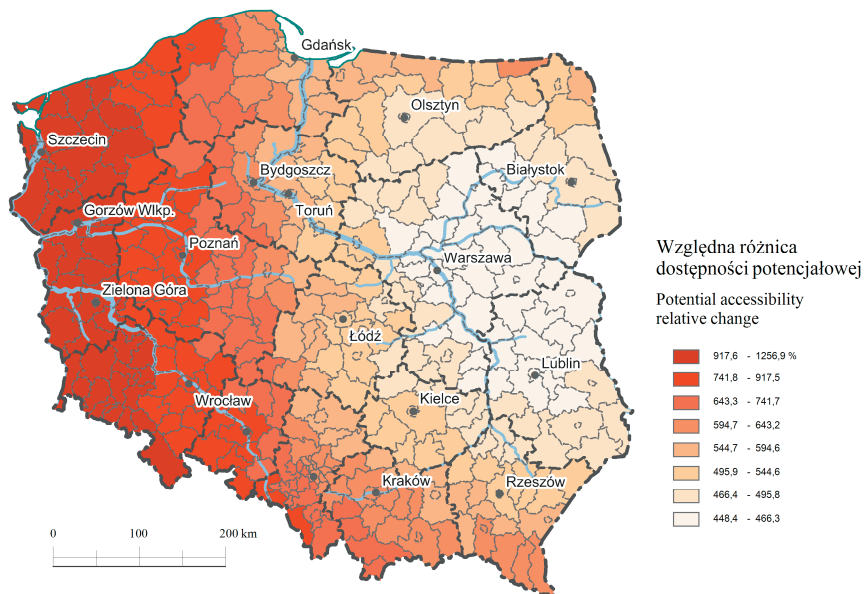 Gdańsk
Olsztyn
Szczecin
Białystok
Bydgoszcz
Toruń
Gorzów Wlkp.
Poznań
Warszawa
Zielona Góra
Łódź
Lublin
Wrocław
Kielce
Kraków
Rzeszów
0 100 200 km
Względna różnica
dostępności potencjałowej
Potential accessibility
relative change
917,6 - 1256,9 %
741,8 - 917,5
643,3 - 741,7
594,7 - 643,2
544,7 - 594,6
495,9 - 544,6
466,4 - 495,8
448,4 - 466,3